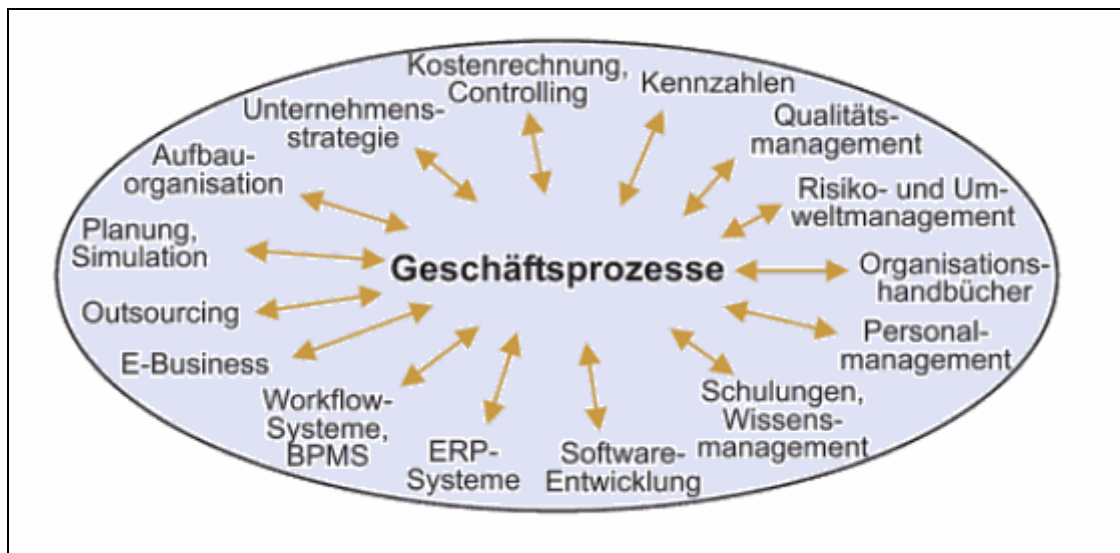 Kostenrechnung,
Controlling
Kennzahlen
Unternehmens-
strategie
Qualitäts-
management
Aufbau-
organisation
Risiko- und Um-
weltmanagement
Planung,
Simulation
Geschäftsprozesse
Organisations-
handbücher
Outsourcing
Personal-
management
E-Business
Workflow-
Systeme,
BPMS
Schulungen,
Wissens-
management
ERP-
Systeme
Software-
Entwicklung